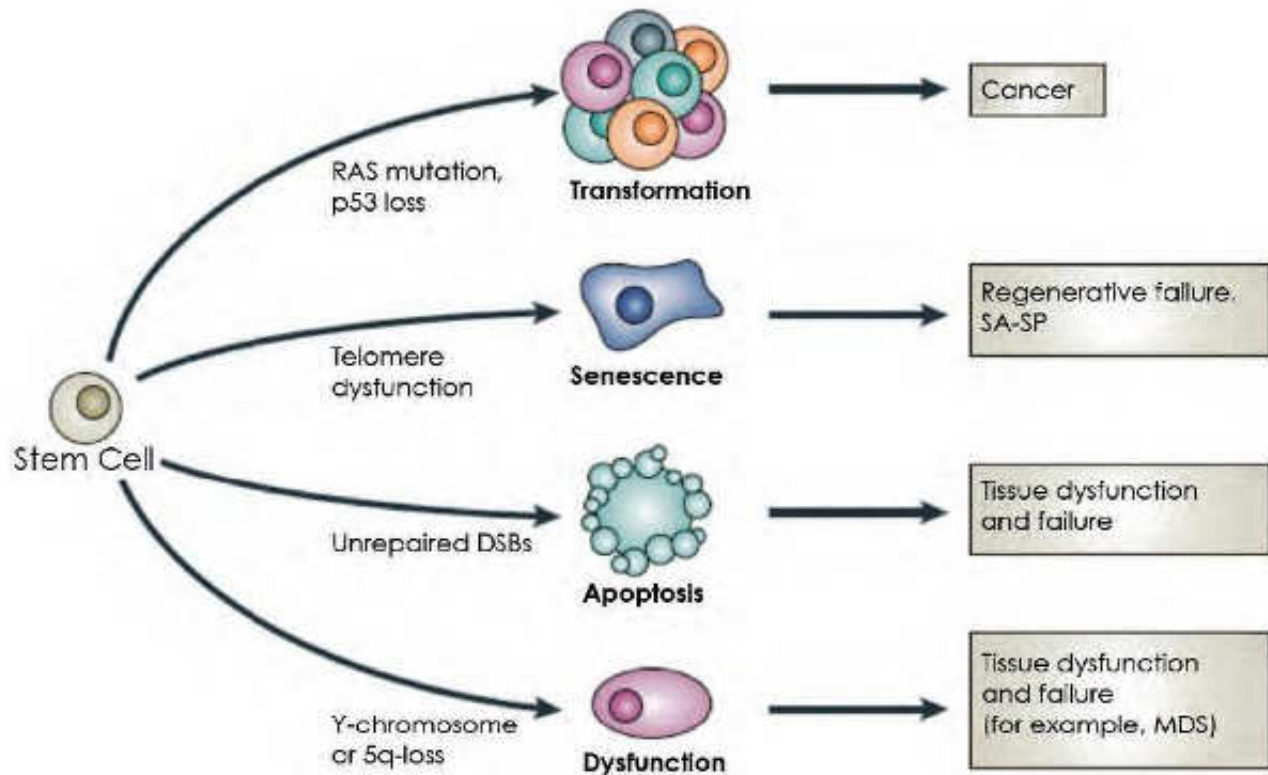 RAS mutation,
p53 loss
Transformation
Cancer
Telomere
dysfunction
Senescence
Regenerative failure,
SA-SP
Stem Cell
Unrepaired DSBs
Apoptosis
Tissue dysfunction
and failure
Y-chromosome
or 5q-loss
Dysfunction
Tissue dysfunction
and failure
(for example, MDS)